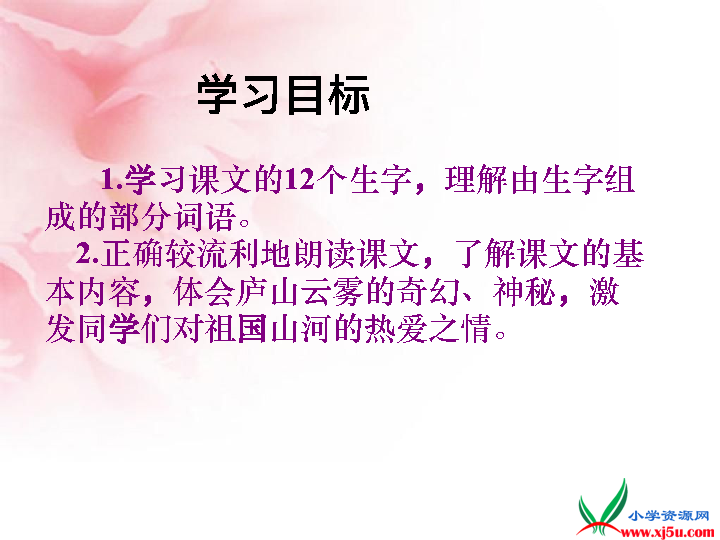 学习目标
1.学习课文的12个生字，理解由生字组
成的部分词语。
2.正确较流利地朗读课文，了解课文的基
本内容，体会庐山云雾的奇幻、神秘，激
发同学们对祖国山河的热爱之情。
小学资源网
www.xj5u.com